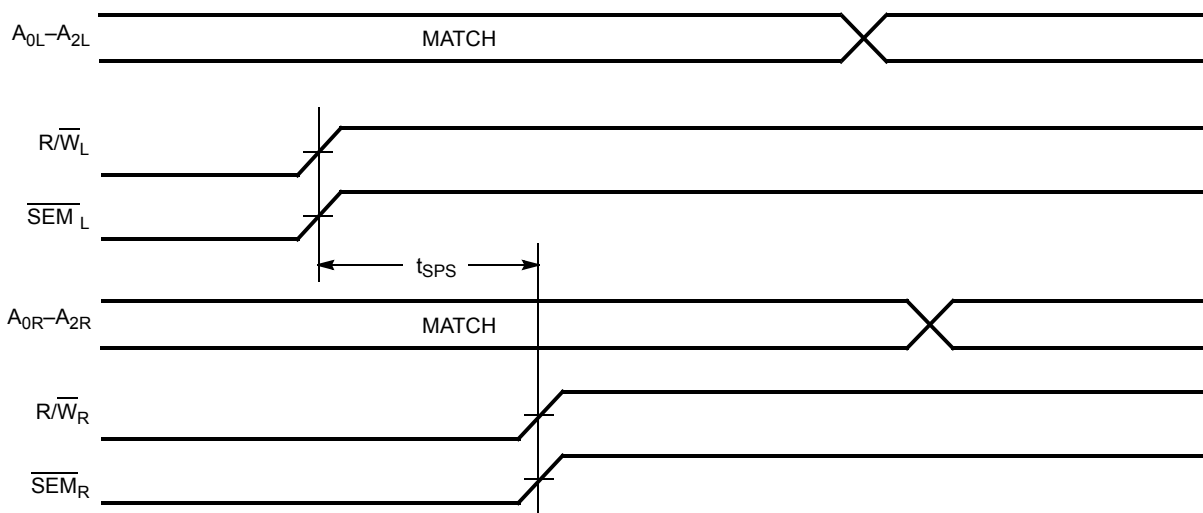 A0L–A2L
MATCH
R/W̅L
S̅E̅M̅ L
tSPS
A0R–A2R
MATCH
R/W̅R
S̅E̅M̅R